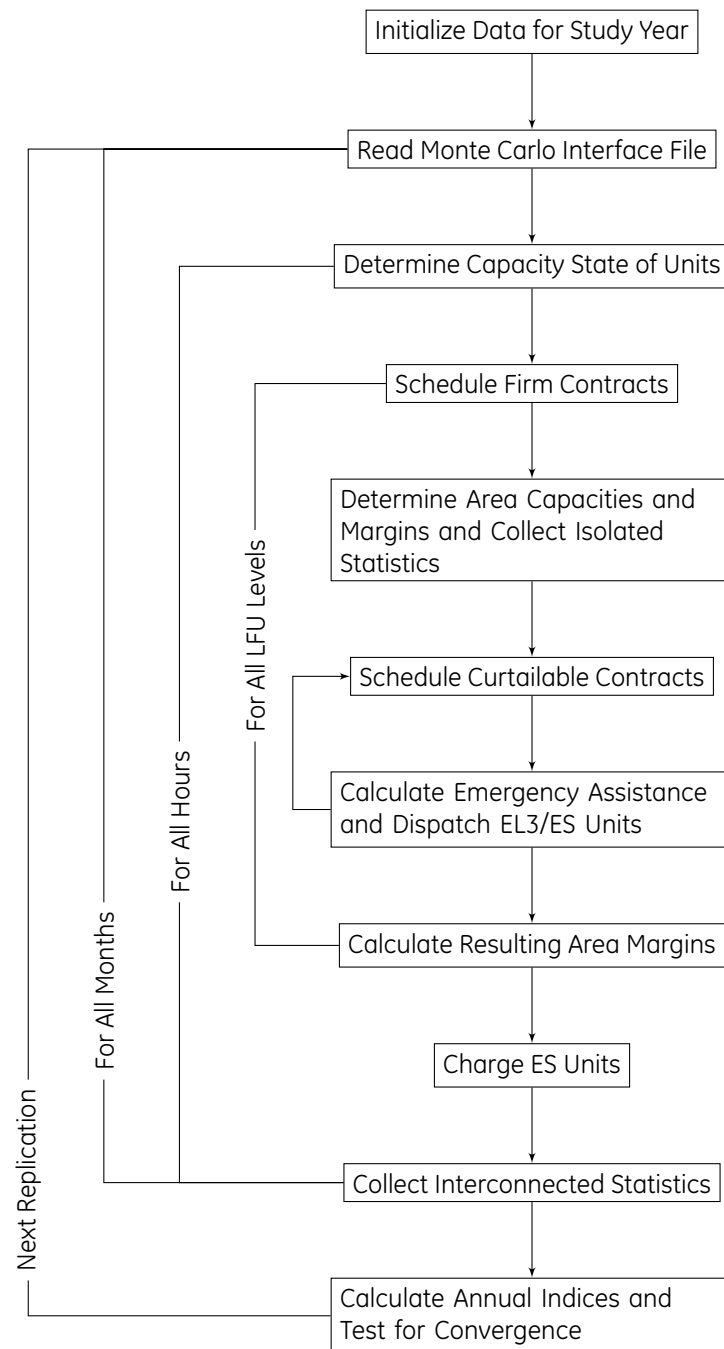 Initialize Data for Study Year
Read Monte Carlo Interface File
Determine Capacity State of Units
Schedule Firm Contracts
Determine Area Capacities and
Margins and Collect Isolated
Statistics
Schedule Curtailable Contracts
Calculate Emergency Assistance
and Dispatch EL3/ES Units
Calculate Resulting Area Margins
Charge ES Units
Collect Interconnected Statistics
Calculate Annual Indices and
Test for Convergence
For All LFU Levels
For All Hours
For All Months
Next Replication